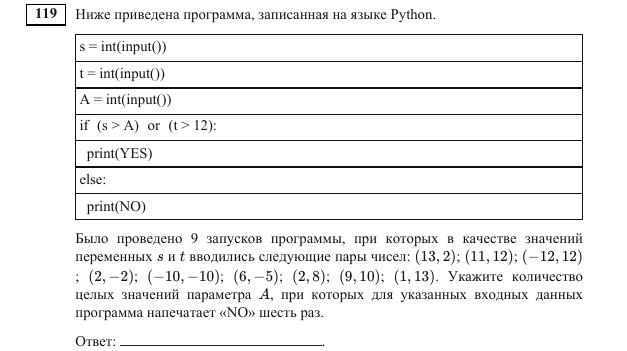 119 Ниже приведена программа, записанная на языке Python.
s = int(input())
t = int(input())
A = int(input())
if (s > A) or (t > 12):
print(YES)
else:
print(NO)
Было проведено 9 запусков программы, при которых в качестве значений
переменных s и t вводились следующие пары чисел: (13, 2); (11, 12); (−12, 12)
; (2, −2); (−10, −10); (6, −5); (2, 8); (9, 10); (1, 13). Укажите количество
целых значений параметра A, при которых для указанных входных данных
программа напечатает «NO» шесть раз.
Ответ: .